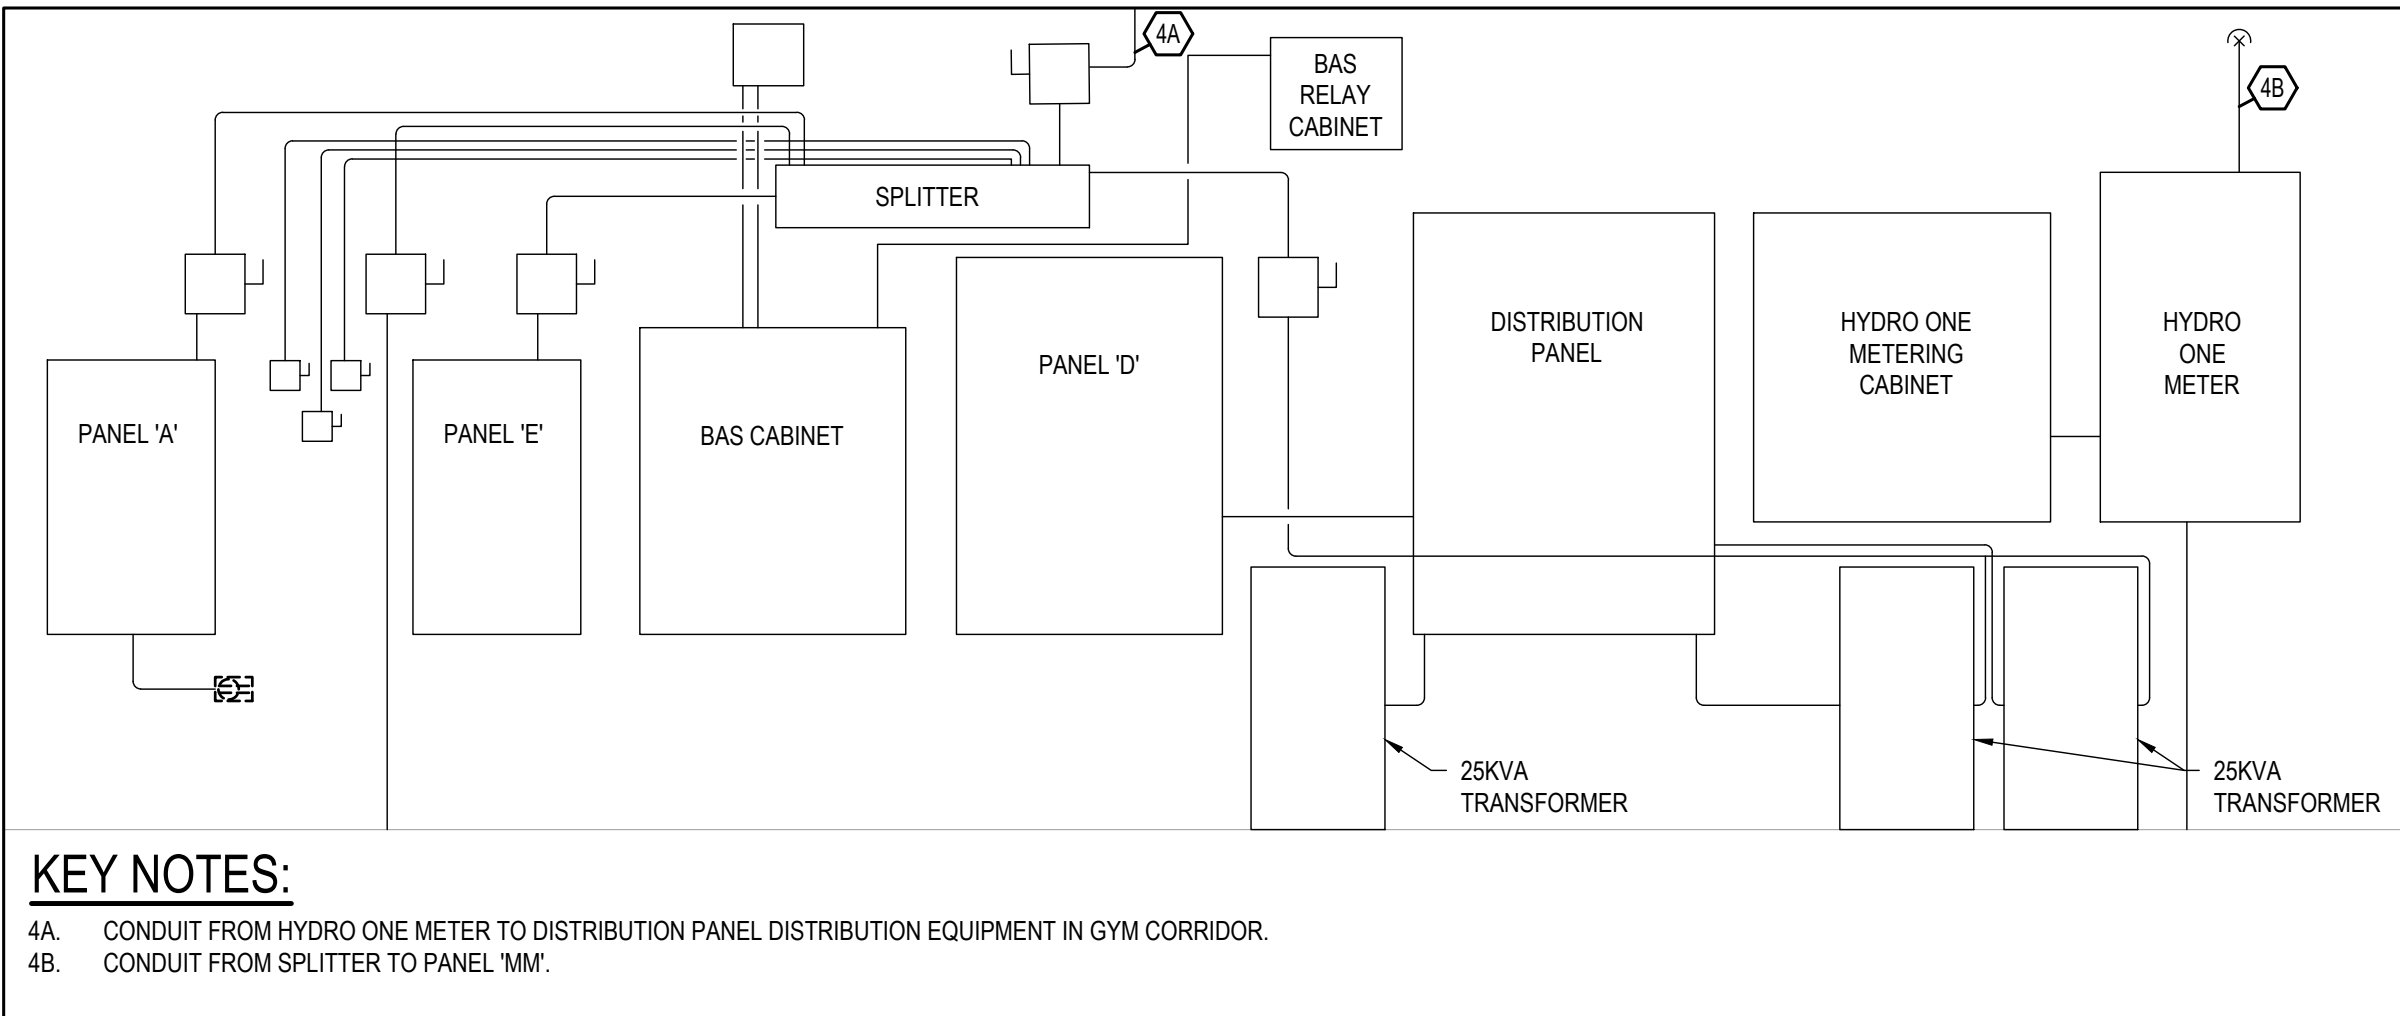 4A
BAS
RELAY
CABINET
4B
SPLITTER
DISTRIBUTION
PANEL
HYDRO ONE
METERING
CABINET
HYDRO
ONE
METER
PANEL 'D'
PANEL 'A'
PANEL 'E'
BAS CABINET
25KVA
TRANSFORMER
25KVA
TRANSFORMER
KEY NOTES:
4A. CONDUIT FROM HYDRO ONE METER TO DISTRIBUTION PANEL DISTRIBUTION EQUIPMENT IN GYM CORRIDOR.
4B. CONDUIT FROM SPLITTER TO PANEL 'MM'.